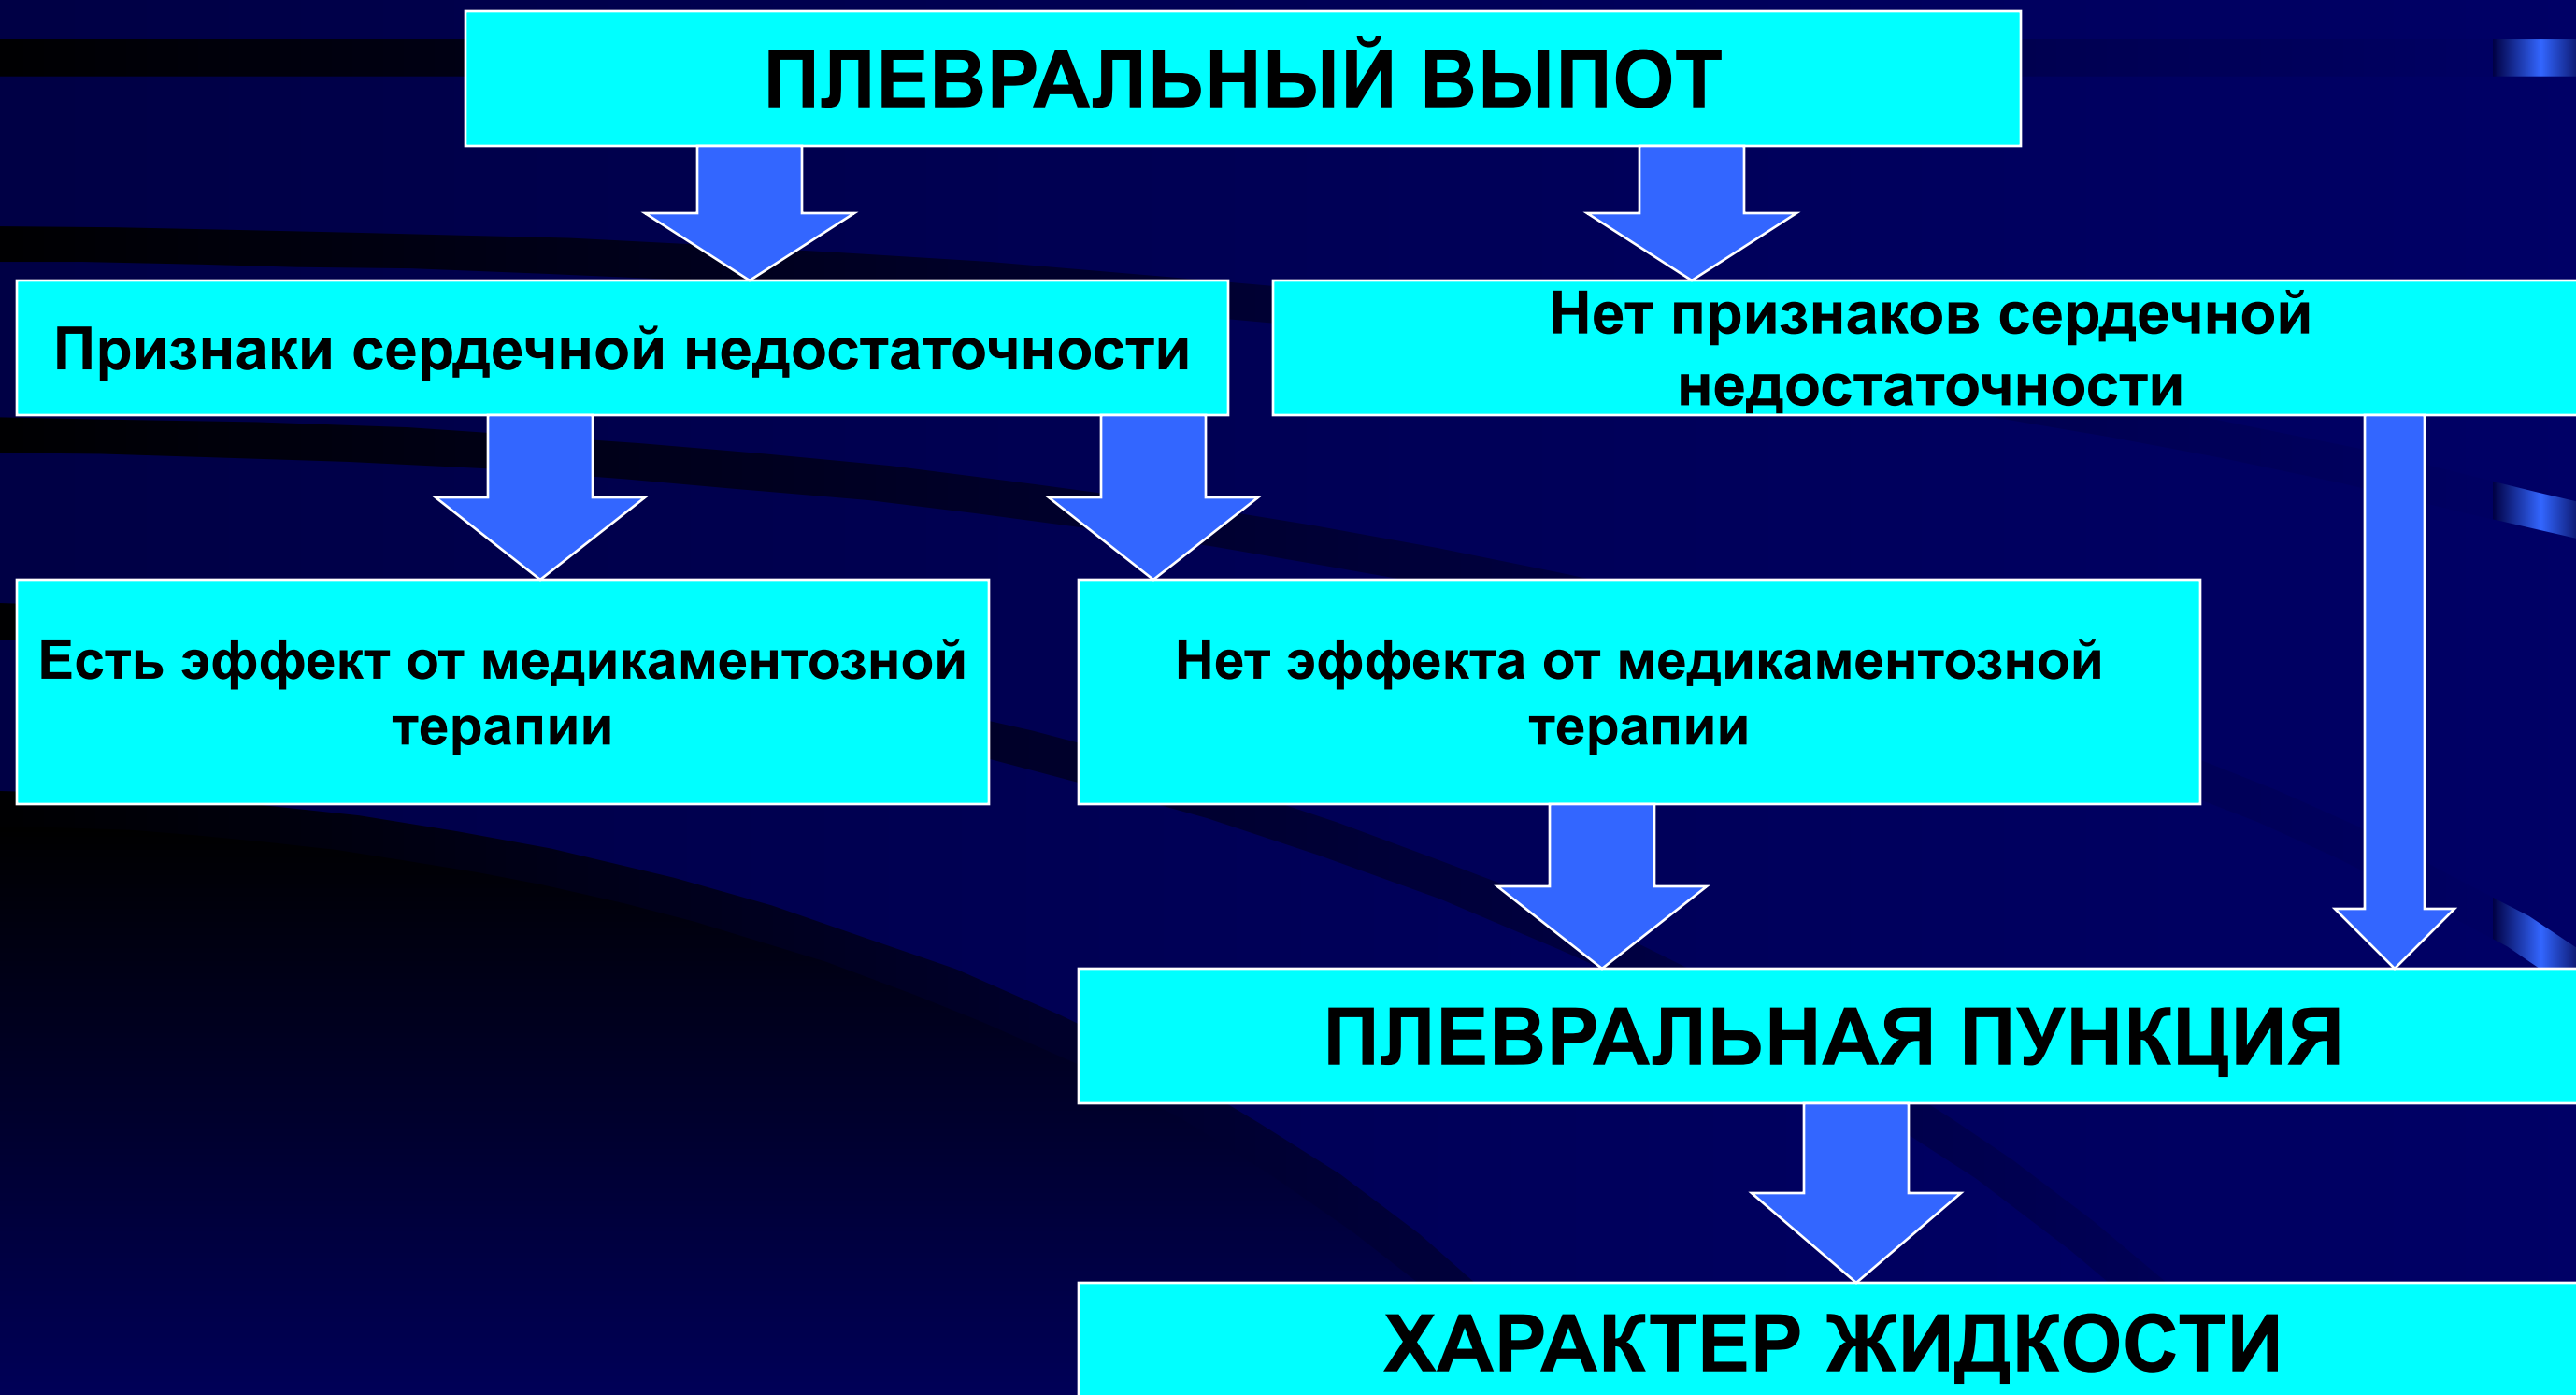 ПЛЕВРАЛЬНЫЙ ВЫПОТ
Признаки сердечной недостаточности
Нет признаков сердечной
недостаточности
Есть эффект от медикаментозной
терапии
Нет эффекта от медикаментозной
терапии
ПЛЕВРАЛЬНАЯ ПУНКЦИЯ
ХАРАКТЕР ЖИДКОСТИ